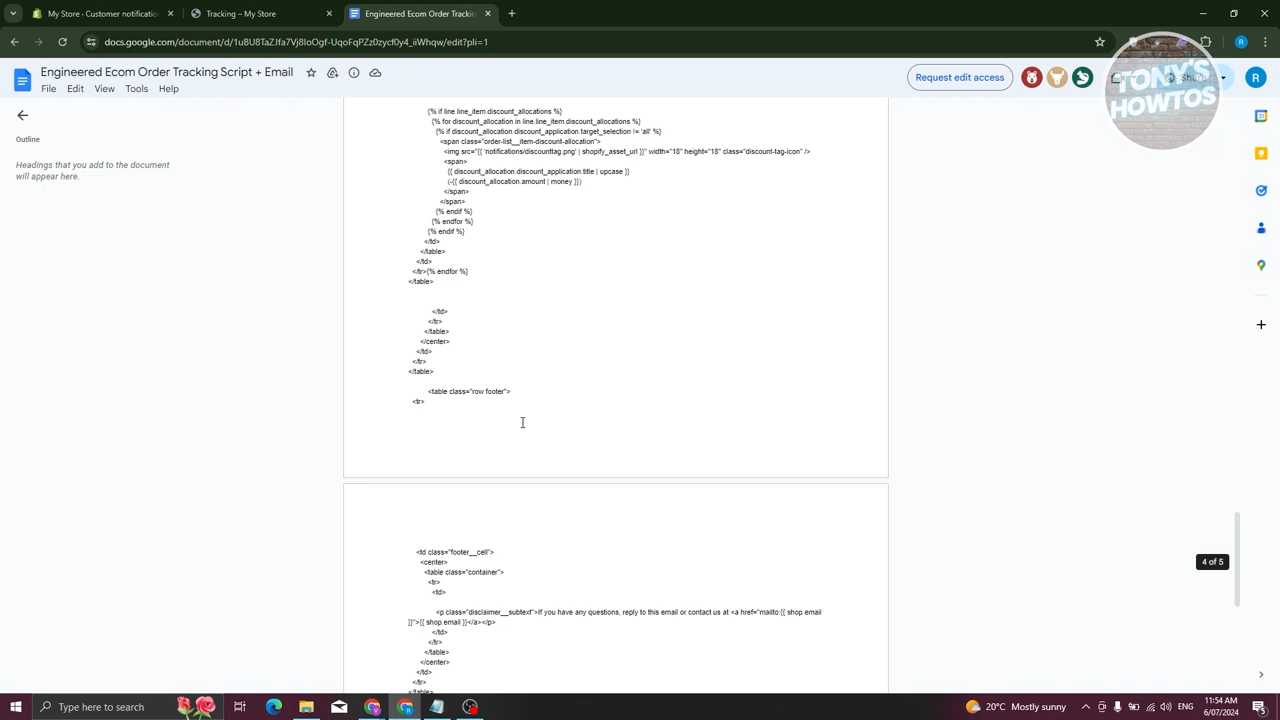 My Store · Customer notificatio
Tracking – My Store
Engineered Ecom Order Tracking
docs.google.com/document/d/1uBU8TaZJfa7Vj8IoOgf-UqoFqPZz0zycf0y4_iiWhqw/edit?pli=1
Engineered Ecom Order Tracking Script + Email
File Edit View Tools Help
Request edit access
Share
R
TONY'S
HOWTOS
Outline
Headings that you add to the document
will appear here.
{% if line.line_item.discount_allocations %}
{% for discount_allocation in line.line_item.discount_allocations %}
{% if discount_allocation.discount_application.target_selection != 'all' %}
<span class="order-list__item-discount-allocation">
<img src="{{ 'notifications/discounttag.png' | shopify_asset_url }}" width="18" height="18" class="discount-tag-icon" />
<span>
{{ discount_allocation.discount_application.title | upcase }}
(-{{ discount_allocation.amount | money }})
</span>
</span>
{% endif %}
{% endfor %}
{% endif %}
</td>
</table>
</td>
</tr>{% endfor %}
</table>
</td>
</tr>
</table>
</center>
</td>
</tr>
</table>
<table class="row footer">
<tr>
<td class="footer__cell">
<center>
<table class="container">
<tr>
<td>
<p class="disclaimer__subtext">If you have any questions, reply to this email or contact us at <a href="mailto:{{ shop.email
}}">{{ shop.email }}</a></p>
</td>
</tr>
</table>
</center>
</td>
</tr>
</table>
4 of 5
Type here to search
20°C Mostly sunny
11:54 AM
6/07/2024